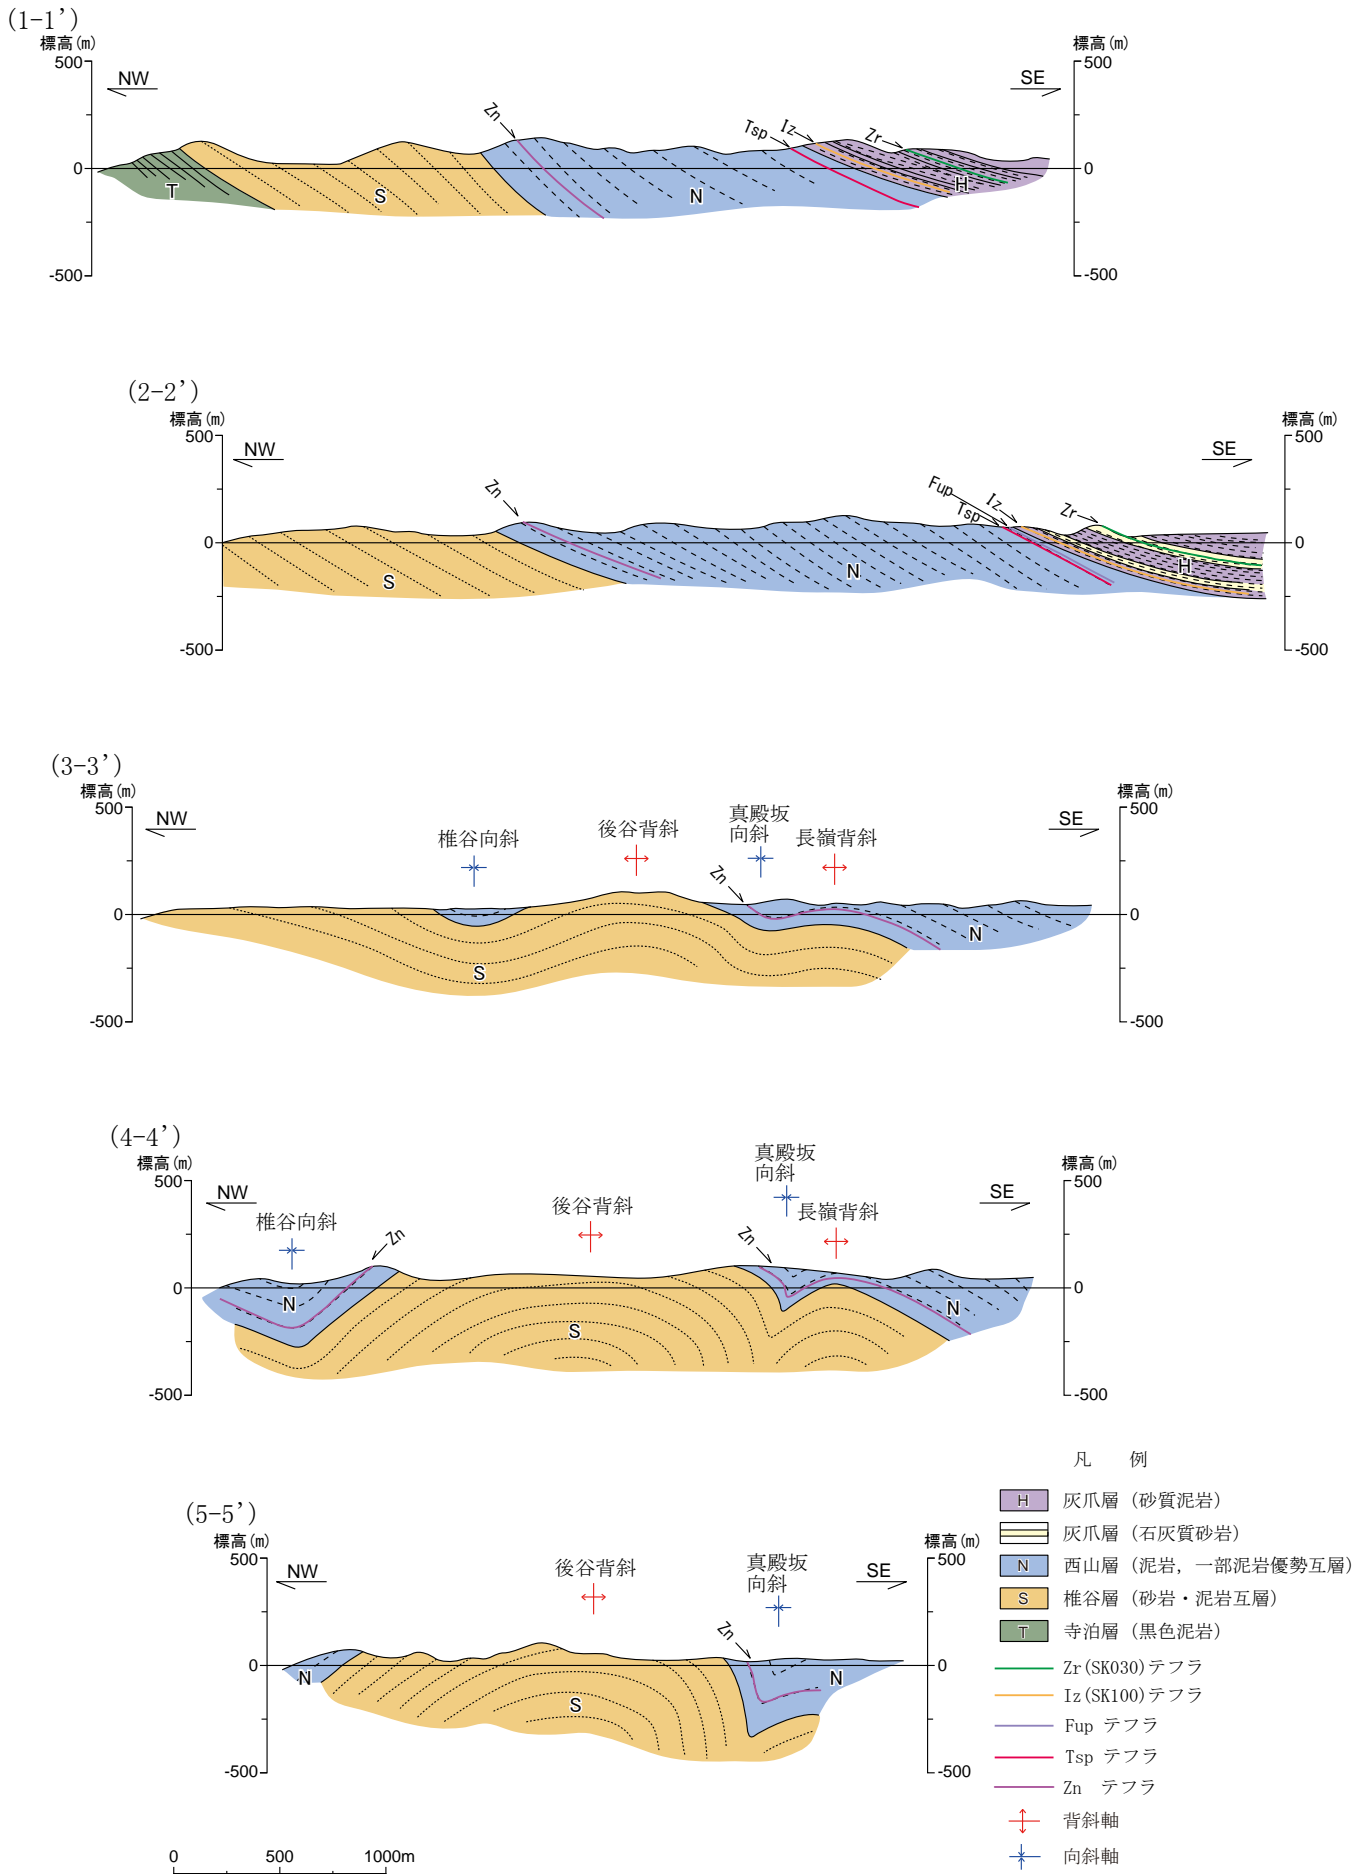 (1-1’)
標高(m)
標高(m)
500
500
NW
SE
Zn
Tsp
Iz
Zr
0
0
T
S
N
H
-500
-500
(2-2’)
標高(m)
標高(m)
500
500
NW
SE
Zn
Fup
Tsp
Iz
Zr
0
0
S
N
H
-500
-500
(3-3’)
標高(m)
標高(m)
500
500
NW
SE
椎谷向斜
後谷背斜
真殿坂
向斜
長嶺背斜
Zn
0
0
S
N
-500
-500
(4-4’)
標高(m)
標高(m)
500
500
NW
SE
椎谷向斜
後谷背斜
真殿坂
向斜
長嶺背斜
Zn
Zn
0
0
N
S
N
-500
-500
(5-5’)
標高(m)
標高(m)
500
500
NW
SE
後谷背斜
真殿坂
向斜
Zn
0
0
N
S
N
-500
-500
凡 例
H 灰爪層（砂質泥岩）
灰爪層（石灰質砂岩）
N 西山層（泥岩，一部泥岩優勢互層）
S 椎谷層（砂岩・泥岩互層）
T 寺泊層（黒色泥岩）
Zr(SK030)テフラ
Iz(SK100)テフラ
Fup テフラ
Tsp テフラ
Zn テフラ
背斜軸
向斜軸
0 500 1000m